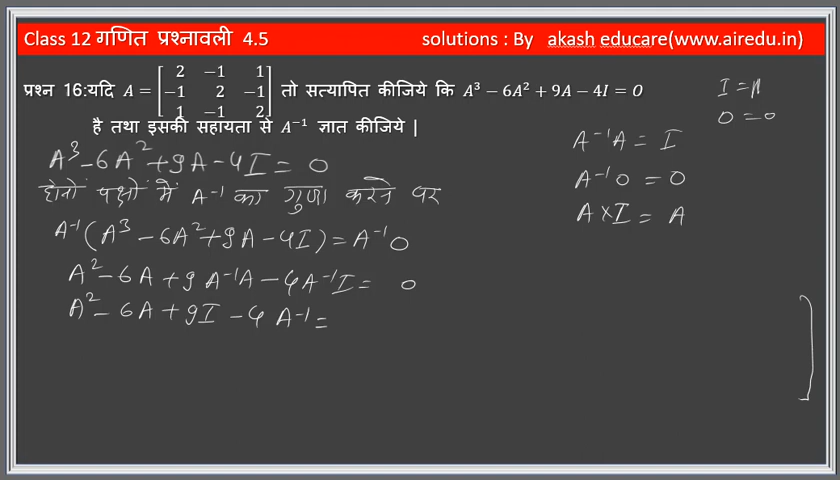 Class 12 गणित प्रश्नावली 4.5 solutions : By akash educare(www.airedu.in)
प्रश्न 16:यदि A = [2 −1 1; −1 2 −1; 1 −1 2] तो सत्यापित कीजिये कि A³ − 6A² + 9A − 4I = O
है तथा इसकी सहायता से A⁻¹ ज्ञात कीजिये |
A³ - 6A² + 9A - 4I = 0
दोनों पक्षों में A⁻¹ का गुणा करने पर
A⁻¹(A³ - 6A² + 9A - 4I) = A⁻¹0
A² - 6A + 9A⁻¹A - 4A⁻¹I = 0
A² - 6A + 9I - 4A⁻¹ =
I =
0 = 0
A⁻¹A = I
A⁻¹0 = 0
A × I = A